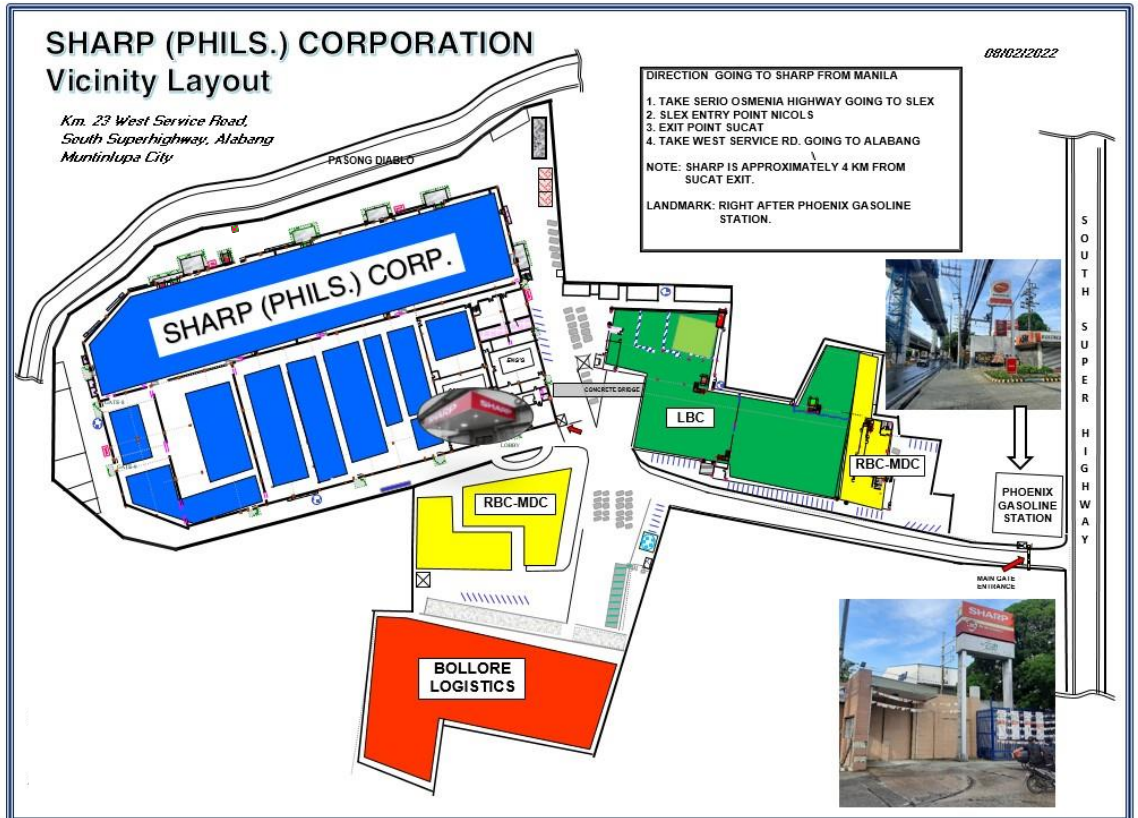 SHARP (PHILS.) CORPORATION
Vicinity Layout
08/02/2022
Km. 23 West Service Road,
South Superhighway, Alabang
Muntinlupa City
DIRECTION GOING TO SHARP FROM MANILA
1. TAKE SERIO OSMENIA HIGHWAY GOING TO SLEX
2. SLEX ENTRY POINT NICOLS
3. EXIT POINT SUCAT
4. TAKE WEST SERVICE RD. GOING TO ALABANG
\
NOTE: SHARP IS APPROXIMATELY 4 KM FROM
SUCAT EXIT.
LANDMARK: RIGHT AFTER PHOENIX GASOLINE
STATION.
PASONG DIABLO
SHARP (PHILS.) CORP.
SOUTH SUPER HIGHWAY
CONCRETE BRIDGE
SHARP
SHARP
LOBBY
LBC
RBC-MDC
RBC-MDC
PHOENIX
GASOLINE
STATION
MAIN GATE
ENTRANCE
BOLLORE
LOGISTICS
SHARP